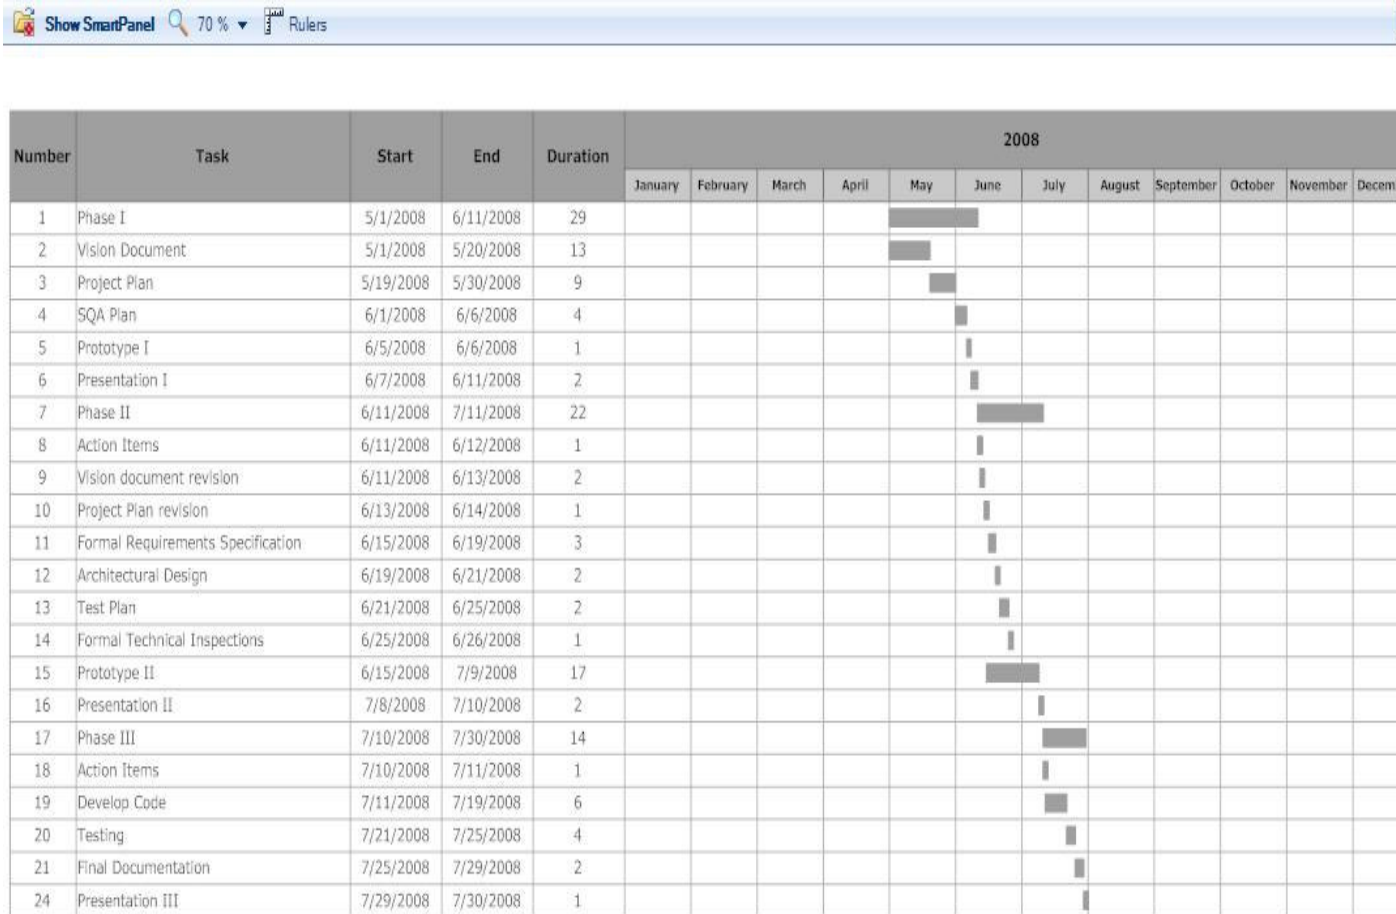 Show SmartPanel 70 % Rulers
Number Task Start End Duration 2008
January February March April May June July August September October November Decem
1 Phase I 5/1/2008 6/11/2008 29
2 Vision Document 5/1/2008 5/20/2008 13
3 Project Plan 5/19/2008 5/30/2008 9
4 SQA Plan 6/1/2008 6/6/2008 4
5 Prototype I 6/5/2008 6/6/2008 1
6 Presentation I 6/7/2008 6/11/2008 2
7 Phase II 6/11/2008 7/11/2008 22
8 Action Items 6/11/2008 6/12/2008 1
9 Vision document revision 6/11/2008 6/13/2008 2
10 Project Plan revision 6/13/2008 6/14/2008 1
11 Formal Requirements Specification 6/15/2008 6/19/2008 3
12 Architectural Design 6/19/2008 6/21/2008 2
13 Test Plan 6/21/2008 6/25/2008 2
14 Formal Technical Inspections 6/25/2008 6/26/2008 1
15 Prototype II 6/15/2008 7/9/2008 17
16 Presentation II 7/8/2008 7/10/2008 2
17 Phase III 7/10/2008 7/30/2008 14
18 Action Items 7/10/2008 7/11/2008 1
19 Develop Code 7/11/2008 7/19/2008 6
20 Testing 7/21/2008 7/25/2008 4
21 Final Documentation 7/25/2008 7/29/2008 2
24 Presentation III 7/29/2008 7/30/2008 1